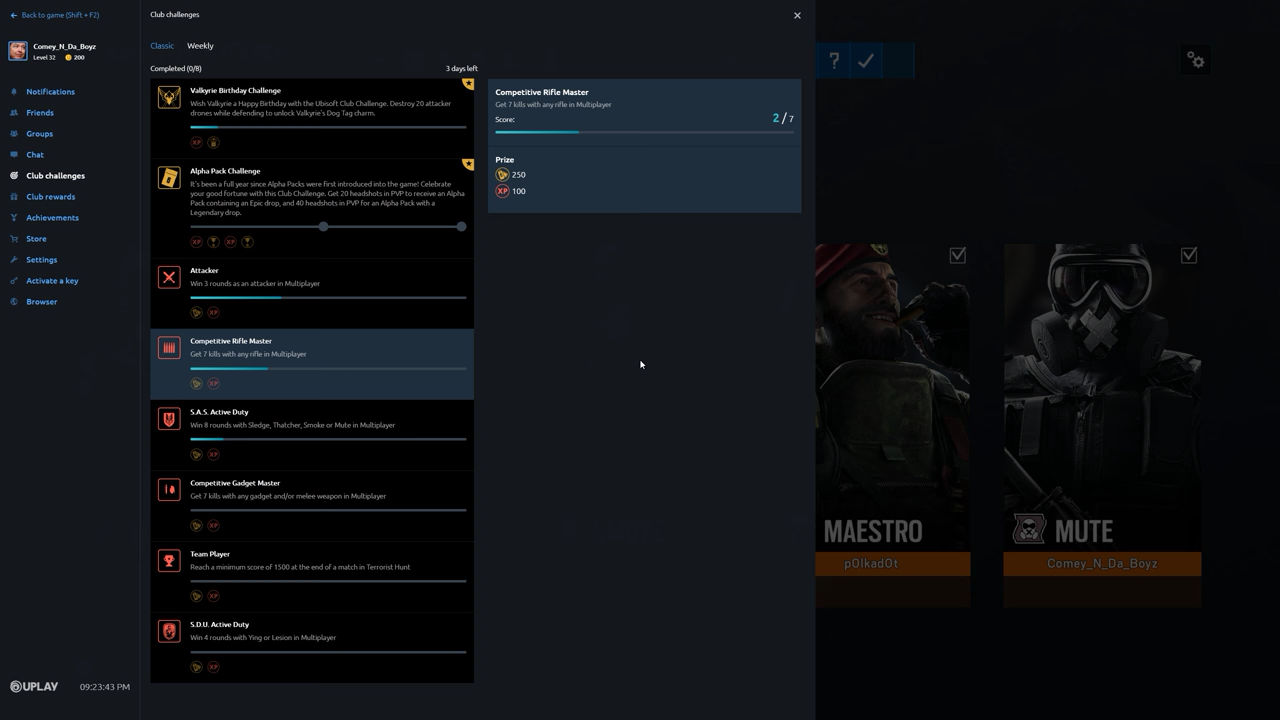 Back to game (Shift + F2)
Comey_N_Da_Boyz
Level 32
200
Notifications
Friends
Groups
Chat
Club challenges
Club rewards
Achievements
Store
Settings
Activate a key
Browser
UPLAY
09:23:43 PM
Club challenges
Classic
Weekly
Completed (0/8)
3 days left
Valkyrie Birthday Challenge
Wish Valkyrie a Happy Birthday with the Ubisoft Club Challenge. Destroy 20 attacker
drones while defending to unlock Valkyrie's Dog Tag charm.
XP
Alpha Pack Challenge
It's been a full year since Alpha Packs were first introduced into the game! Celebrate
your good fortune with this Club Challenge. Get 20 headshots in PVP to receive an Alpha
Pack containing an Epic drop, and 40 headshots in PVP for an Alpha Pack with a
Legendary drop.
XP
XP
Attacker
Win 3 rounds as an attacker in Multiplayer
XP
Competitive Rifle Master
Get 7 kills with any rifle in Multiplayer
XP
S.A.S. Active Duty
Win 8 rounds with Sledge, Thatcher, Smoke or Mute in Multiplayer
XP
Competitive Gadget Master
Get 7 kills with any gadget and/or melee weapon in Multiplayer
XP
Team Player
Reach a minimum score of 1500 at the end of a match in Terrorist Hunt
XP
S.D.U. Active Duty
Win 4 rounds with Ying or Lesion in Multiplayer
XP
Competitive Rifle Master
Get 7 kills with any rifle in Multiplayer
Score:
2 / 7
Prize
250
XP 100
?
MAESTRO
p0lkad0t
MUTE
Comey_N_Da_Boyz